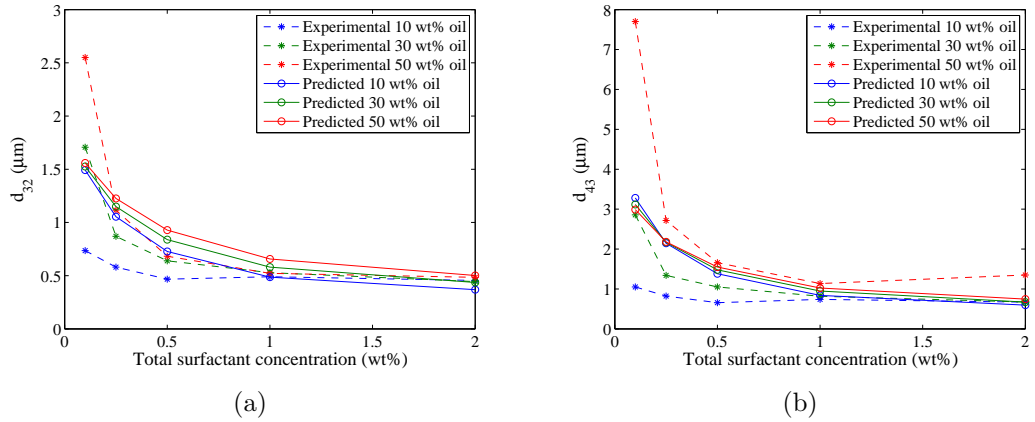 3
2.5
2
1.5
1
0.5
0
d32 (μm)
0 0.5 1 1.5 2
Total surfactant concentration (wt%)
Experimental 10 wt% oil
Experimental 30 wt% oil
Experimental 50 wt% oil
Predicted 10 wt% oil
Predicted 30 wt% oil
Predicted 50 wt% oil
(a)
8
7
6
5
4
3
2
1
0
d43 (μm)
0 0.5 1 1.5 2
Total surfactant concentration (wt%)
Experimental 10 wt% oil
Experimental 30 wt% oil
Experimental 50 wt% oil
Predicted 10 wt% oil
Predicted 30 wt% oil
Predicted 50 wt% oil
(b)